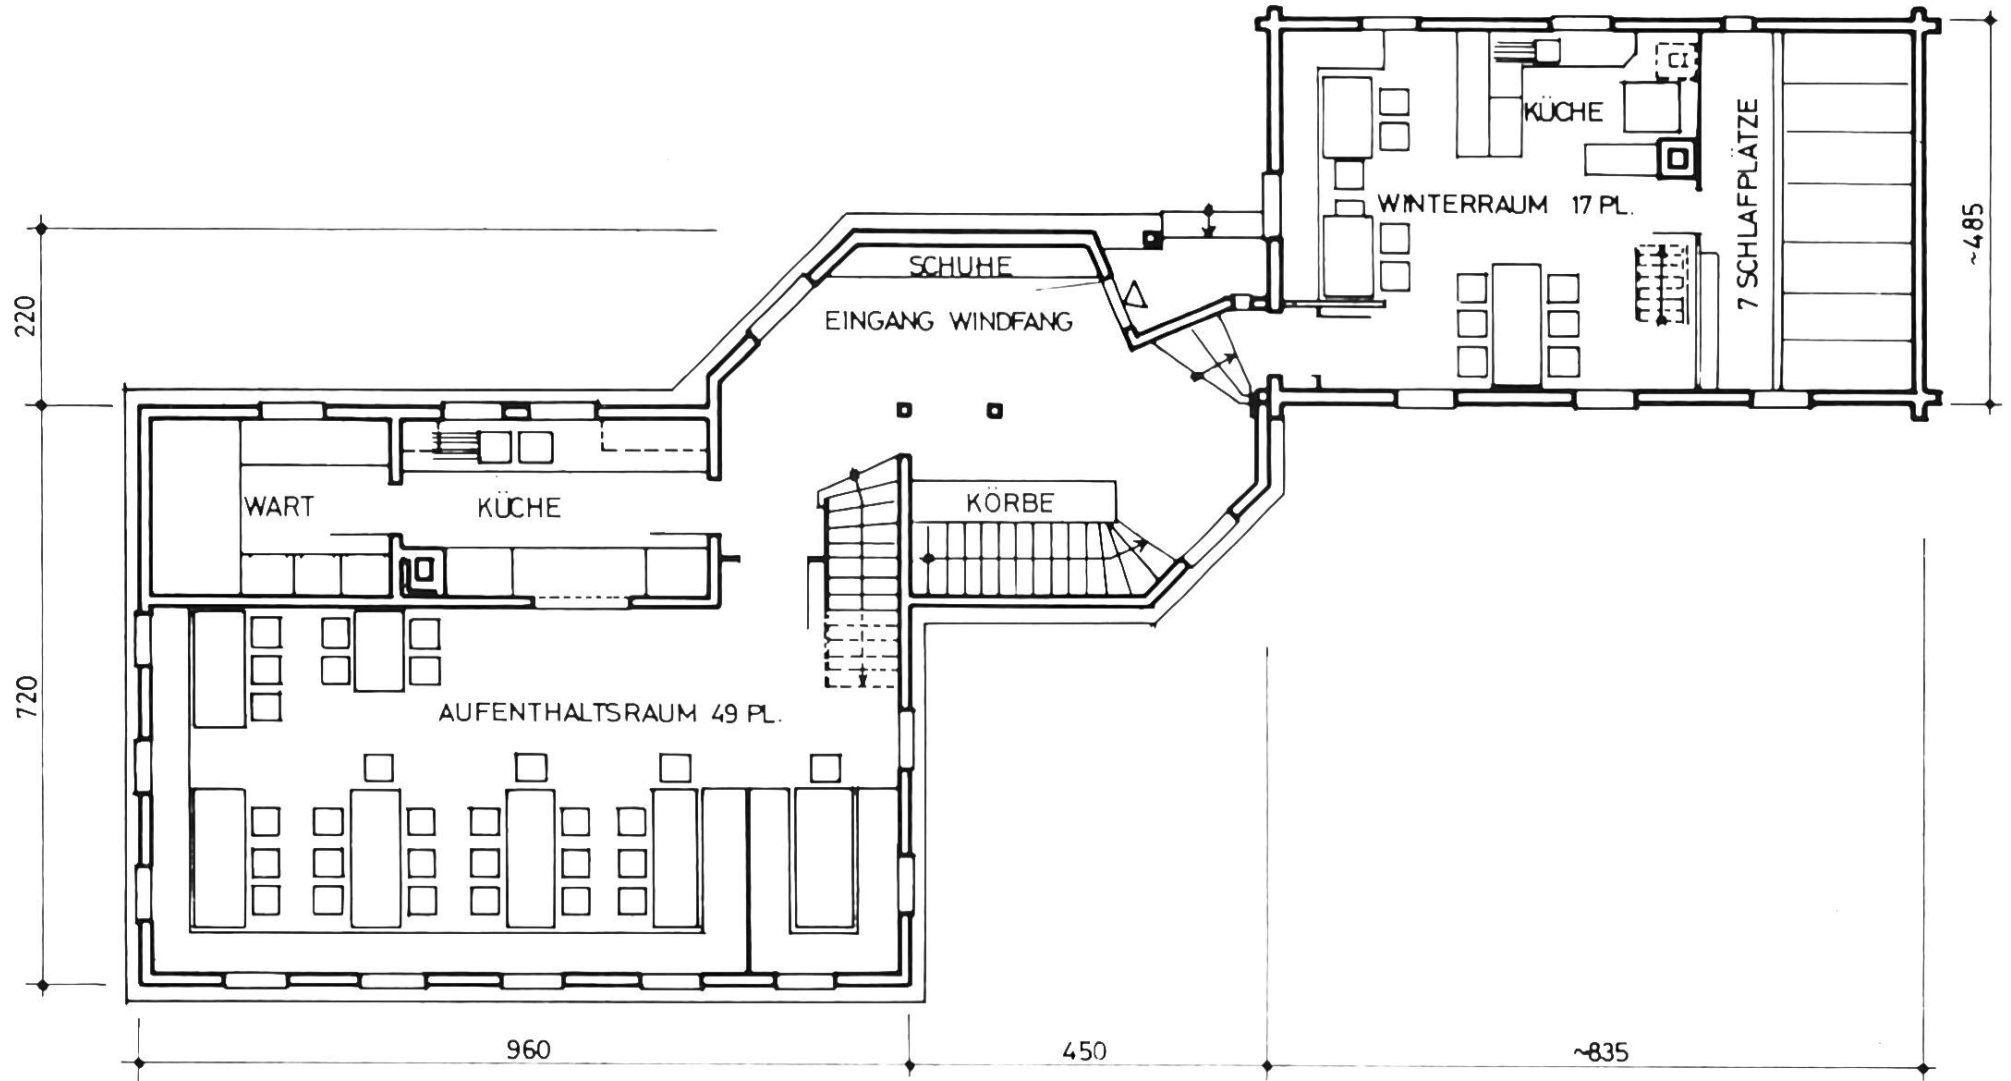 KÜCHE
7 SCHLAFPLÄTZE
WINTERRAUM 17 PL.
~485
SCHUHE
EINGANG WINDFANG
220
WART
KÜCHE
KÖRBE
720
AUFENTHALTSRAUM 49 PL.
960
450
~835